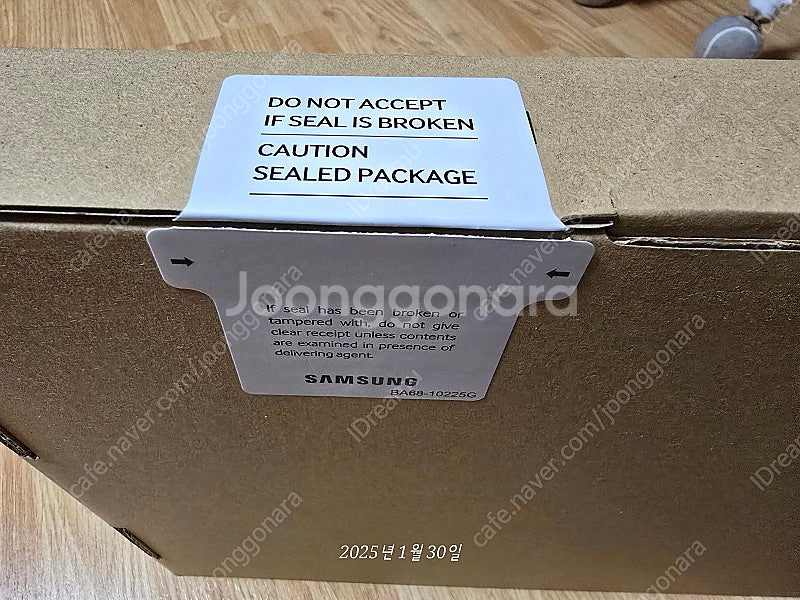 DO NOT ACCEPT
IF SEAL IS BROKEN
CAUTION
SEALED PACKAGE
Joonggonara
If seal has been broken or
tampered with, do not give
clear receipt unless contents
are examined in presence of
delivering agent.
SAMSUNG
BA68-10225G
2025년 1월 30일
cafe.naver.com/joonggonara
IDreamu